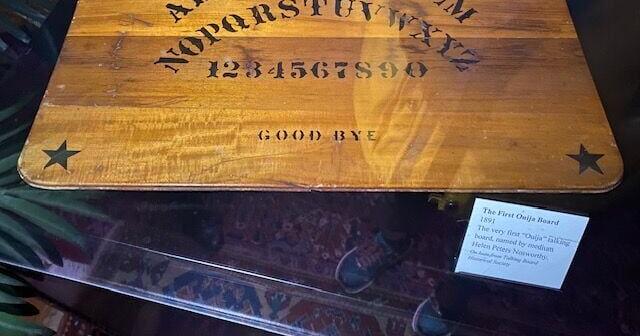 NOPQRSTUVWXYZ
1234567890
GOOD BYE
The First Ouija Board
1891
The very first "Ouija" talking
board, named by medium
Helen Peters Nosworthy.
On loan from Talking Board
Historical Society